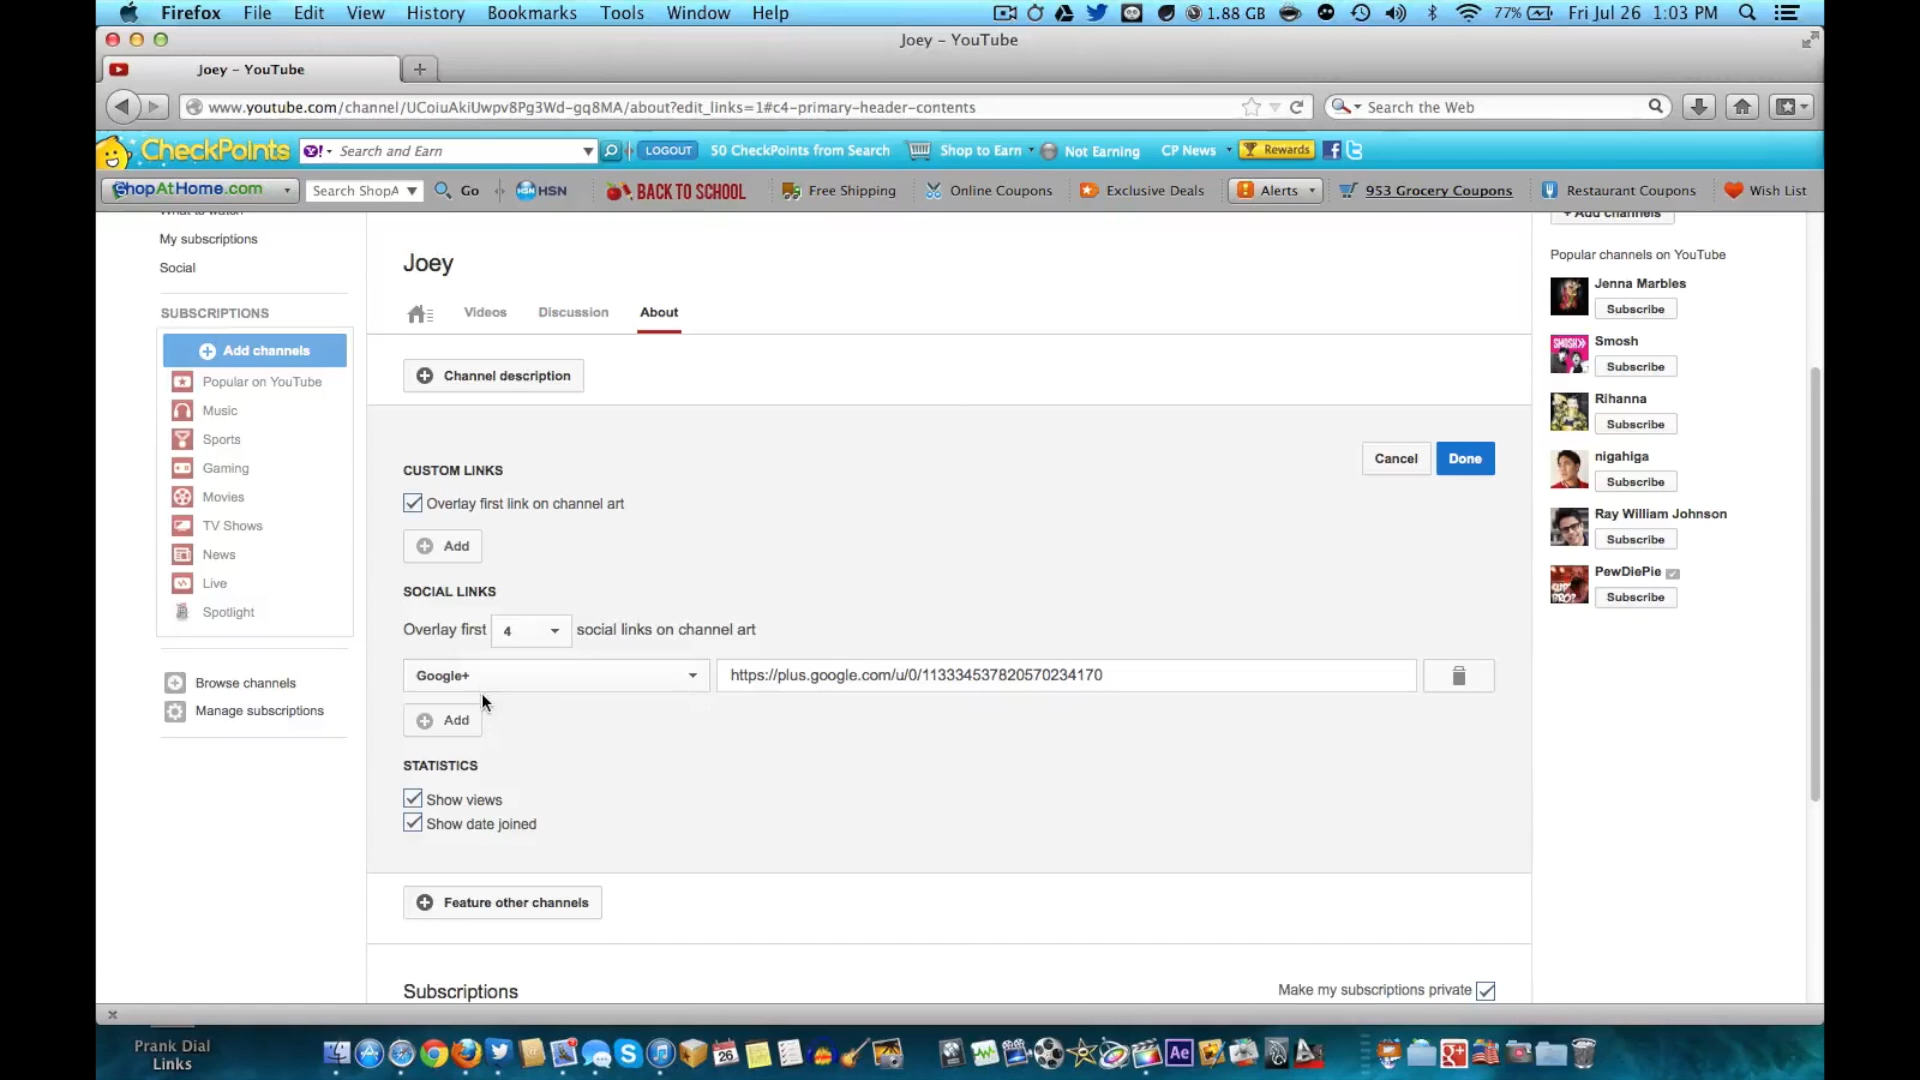 Firefox File Edit View History Bookmarks Tools Window Help 1.88 GB 77% Fri Jul 26 1:03 PM
Joey – YouTube
Joey – YouTube
www.youtube.com/channel/UCoiuAkiUwpv8Pg3Wd-gq8MA/about?edit_links=1#c4-primary-header-contents Search the Web
CheckPoints Y! Search and Earn LOGOUT 50 CheckPoints from Search Shop to Earn Not Earning CP News Rewards
ShopAtHome.com Search ShopA Go HSN BACK TO SCHOOL Free Shipping Online Coupons Exclusive Deals Alerts 953 Grocery Coupons Restaurant Coupons Wish List
What to watch
My subscriptions
Social
SUBSCRIPTIONS
Add channels
Popular on YouTube
Music
Sports
Gaming
Movies
TV Shows
News
Live
Spotlight
Browse channels
Manage subscriptions
Joey
Videos Discussion About
Channel description
Cancel Done
CUSTOM LINKS
Overlay first link on channel art
Add
SOCIAL LINKS
Overlay first 4 social links on channel art
Google+ https://plus.google.com/u/0/113334537820570234170
Add
STATISTICS
Show views
Show date joined
Feature other channels
Subscriptions Make my subscriptions private
+ Add channels
Popular channels on YouTube
Jenna Marbles
Subscribe
SMOSH
Smosh
Subscribe
Rihanna
Subscribe
nigahiga
Subscribe
Ray William Johnson
Subscribe
PewDiePie
Subscribe
Prank Dial
Links
26
Ae